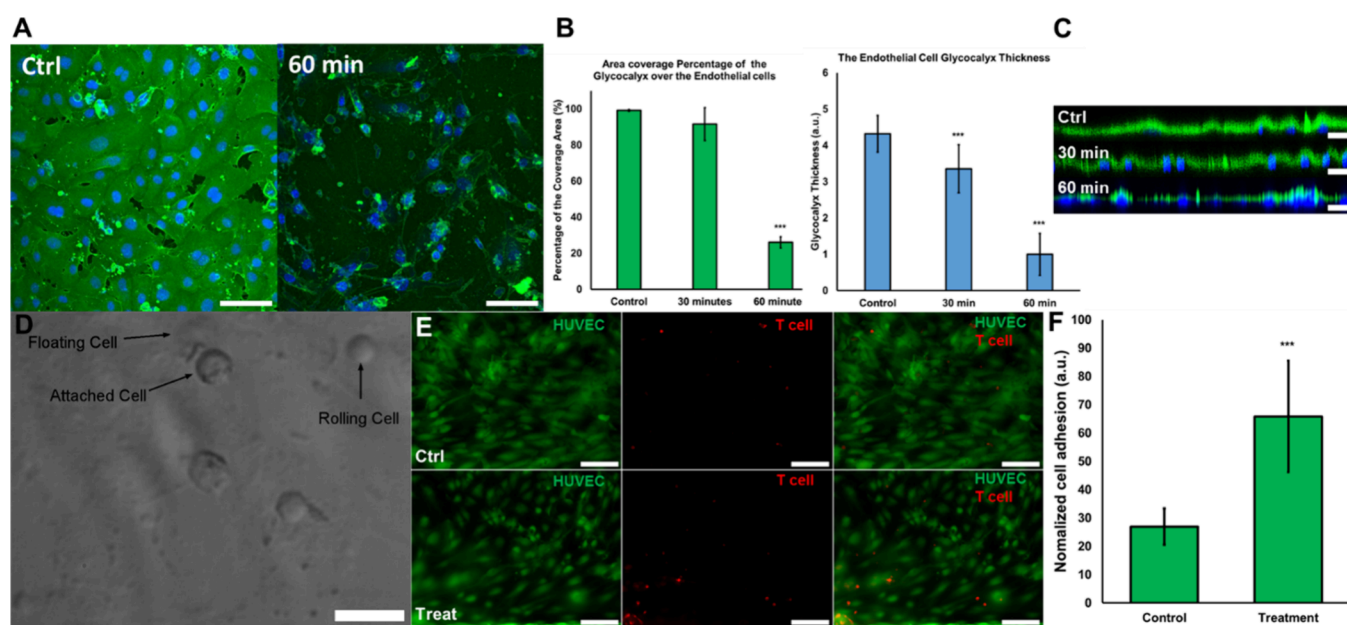 A
Ctrl
60 min
B
Area coverage Percentage of the
Glycocalyx over the Endothelial cells
Percentage of the Coverage Area (%)
100
80
60
40
20
0
***
Control
30 minutes
60 minute
The Endothelial Cell Glycocalyx Thickness
Glycocalyx Thickness (a.u.)
6
5
4
3
2
1
0
***
***
Control
30 min
60 min
C
Ctrl
30 min
60 min
D
Floating Cell
Attached Cell
Rolling Cell
E
HUVEC
T cell
HUVEC
T cell
Ctrl
HUVEC
T cell
HUVEC
T cell
Treat
F
Nomalized cell adhesion (a.u.)
100
90
80
70
60
50
40
30
20
10
0
***
Control
Treatment